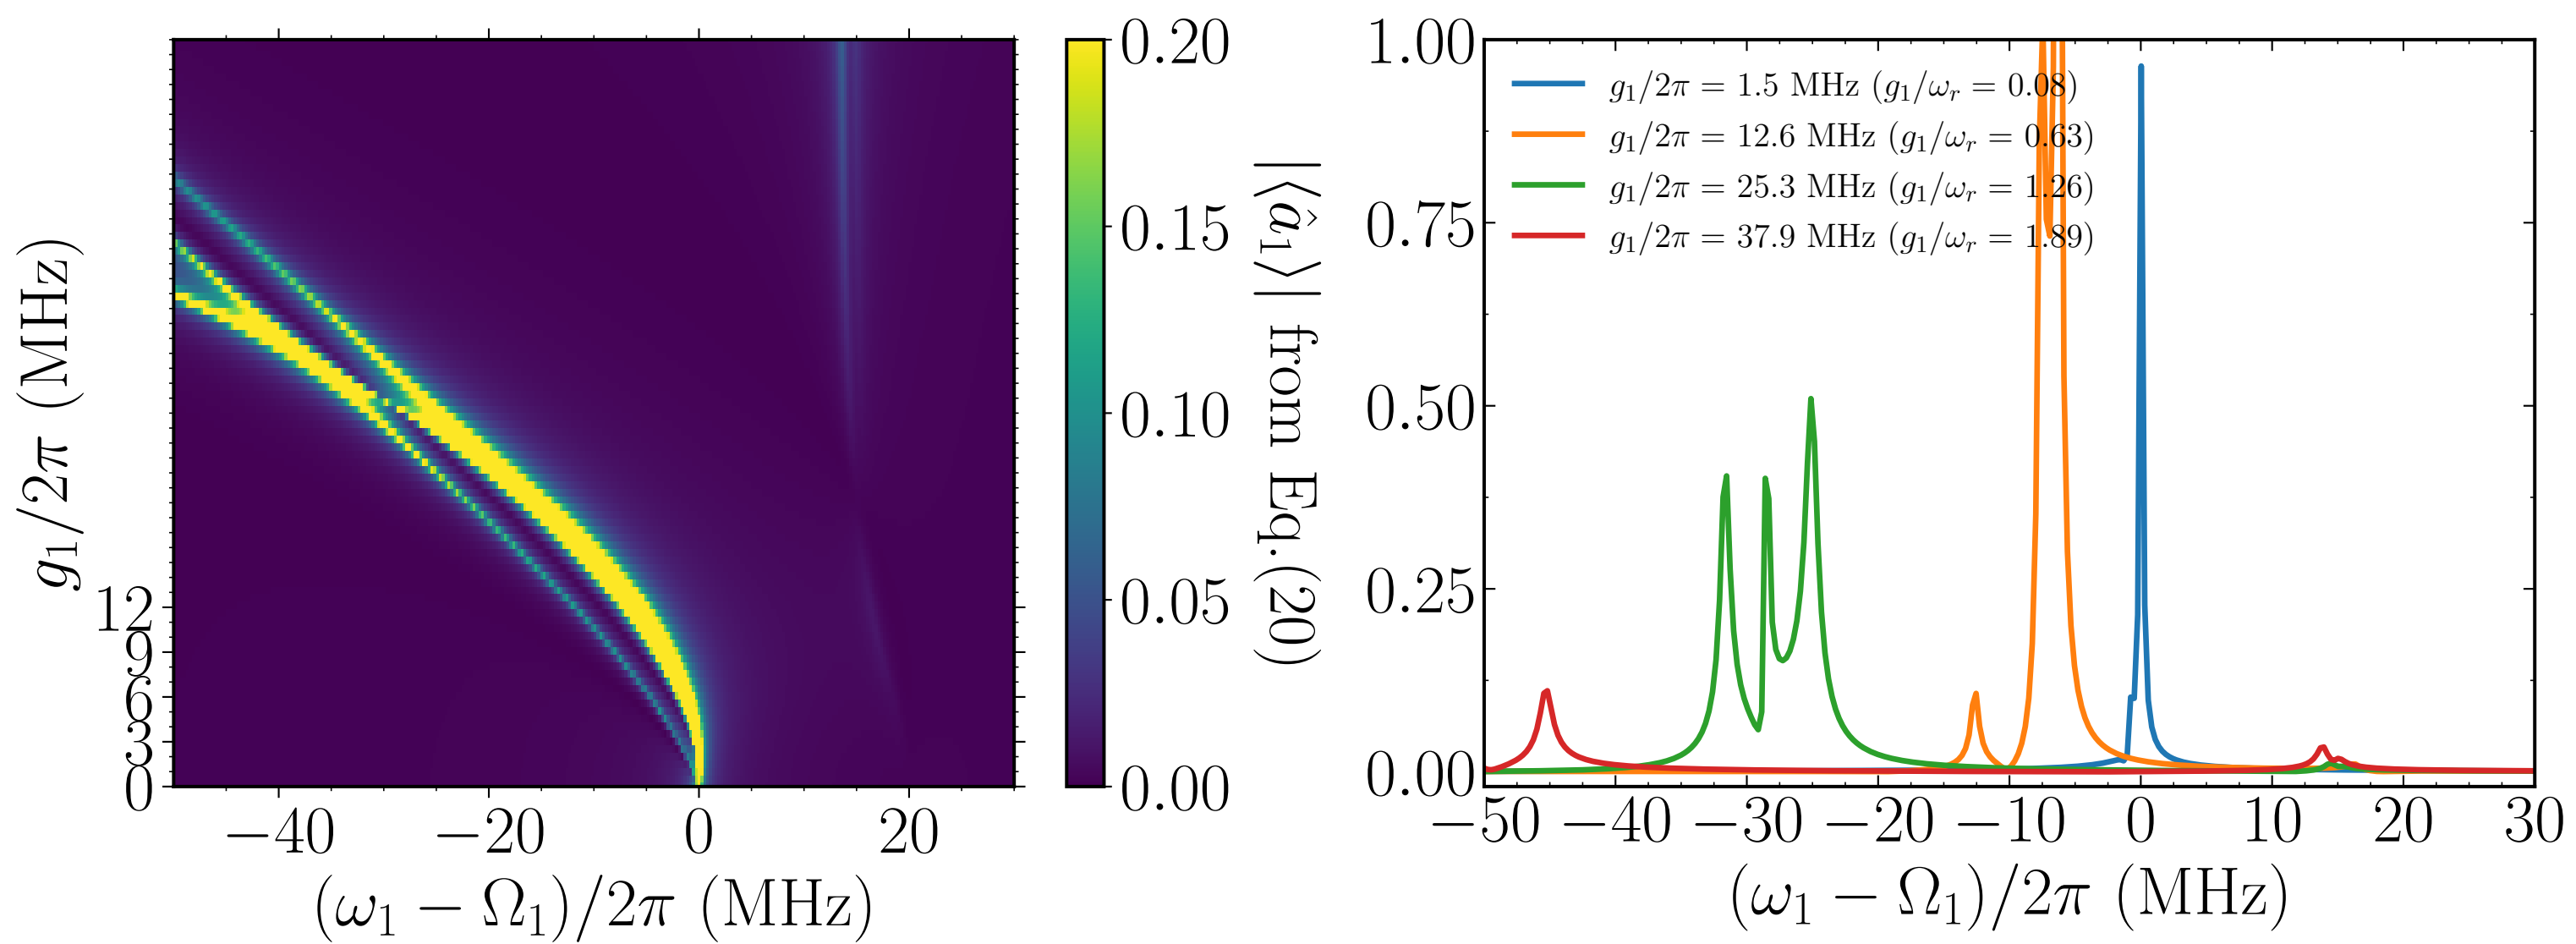 g₁/2π (MHz)
12
9
6
3
0
−40 −20 0 20
(ω₁ − Ω₁)/2π (MHz)
0.20
0.15
0.10
0.05
0.00
|⟨â₁⟩| from Eq.(20)
1.00
0.75
0.50
0.25
0.00
g₁/2π = 1.5 MHz (g₁/ωᵣ = 0.08)
g₁/2π = 12.6 MHz (g₁/ωᵣ = 0.63)
g₁/2π = 25.3 MHz (g₁/ωᵣ = 1.26)
g₁/2π = 37.9 MHz (g₁/ωᵣ = 1.89)
−50 −40 −30 −20 −10 0 10 20 30
(ω₁ − Ω₁)/2π (MHz)